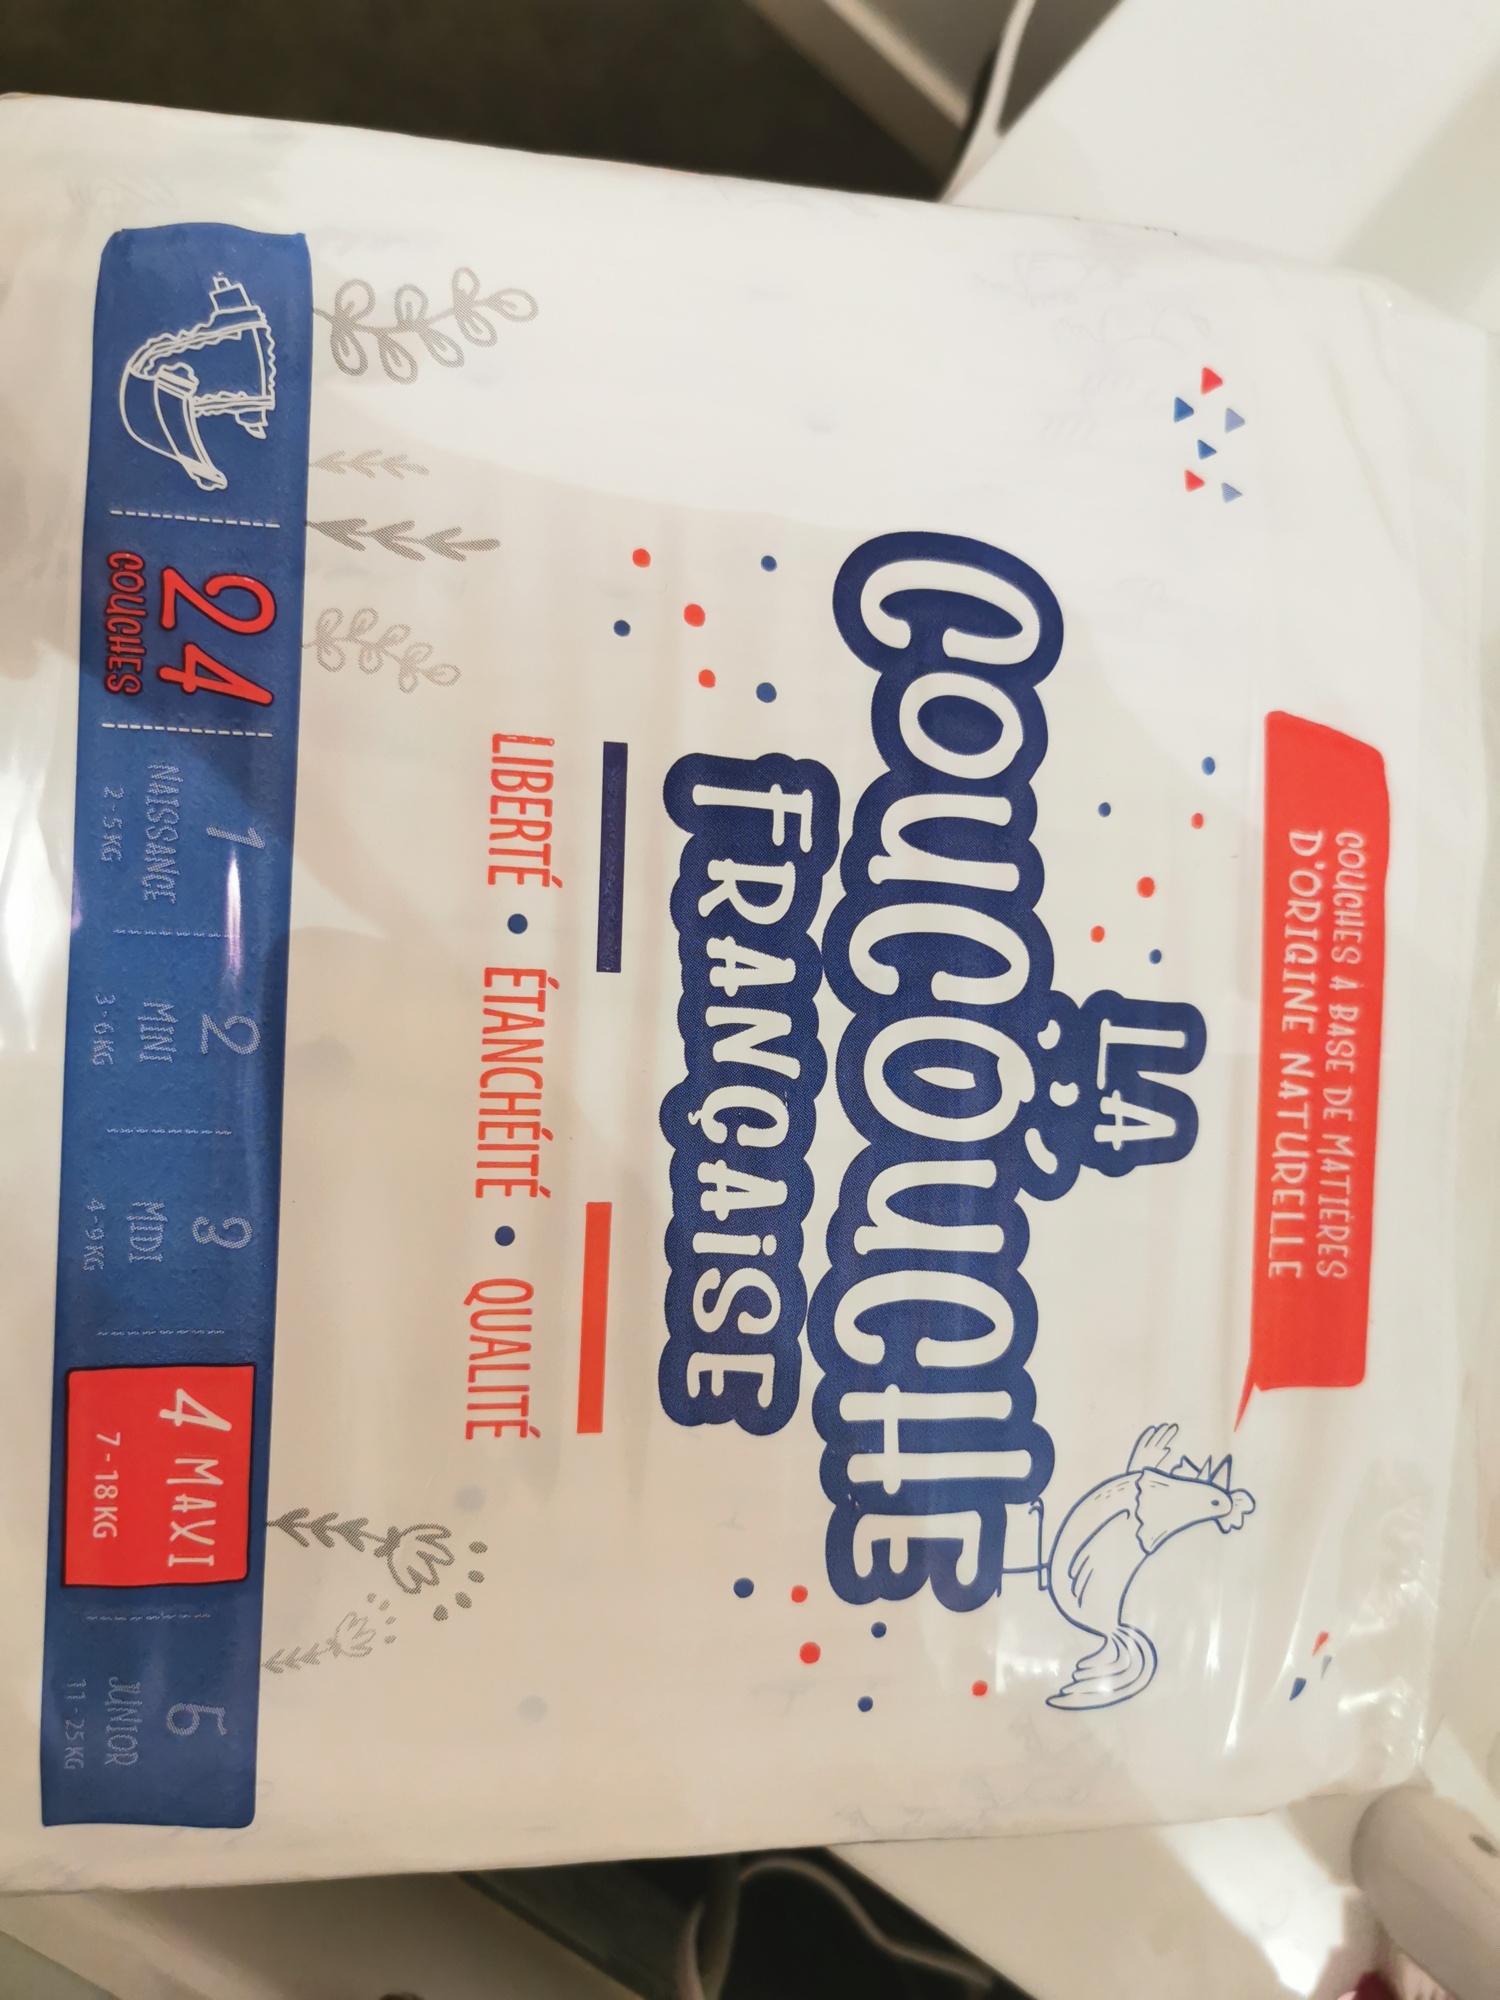 COUCHES À BASE DE MATIÈRES
D'ORIGINE NATURELLE
LA
COUCOUCHE
FRANÇAISE
LIBERTÉ • ÉTANCHÉITÉ • QUALITÉ
24
COUCHES
1
NAISSANCE
2-5 KG
2
MINI
3-6 KG
3
MIDI
4-9 KG
4 MAXI
7-18 KG
5
JUNIOR
11-25 KG